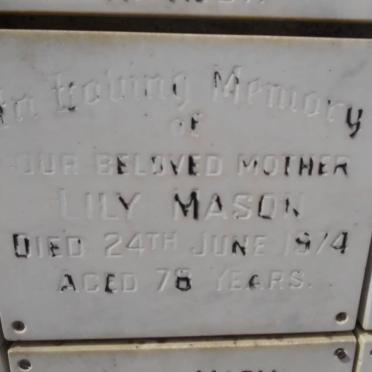 In Loving Memory
of
OUR BELOVED MOTHER
LILY MASON
DIED 24TH JUNE 1974
AGED 78 YEARS.